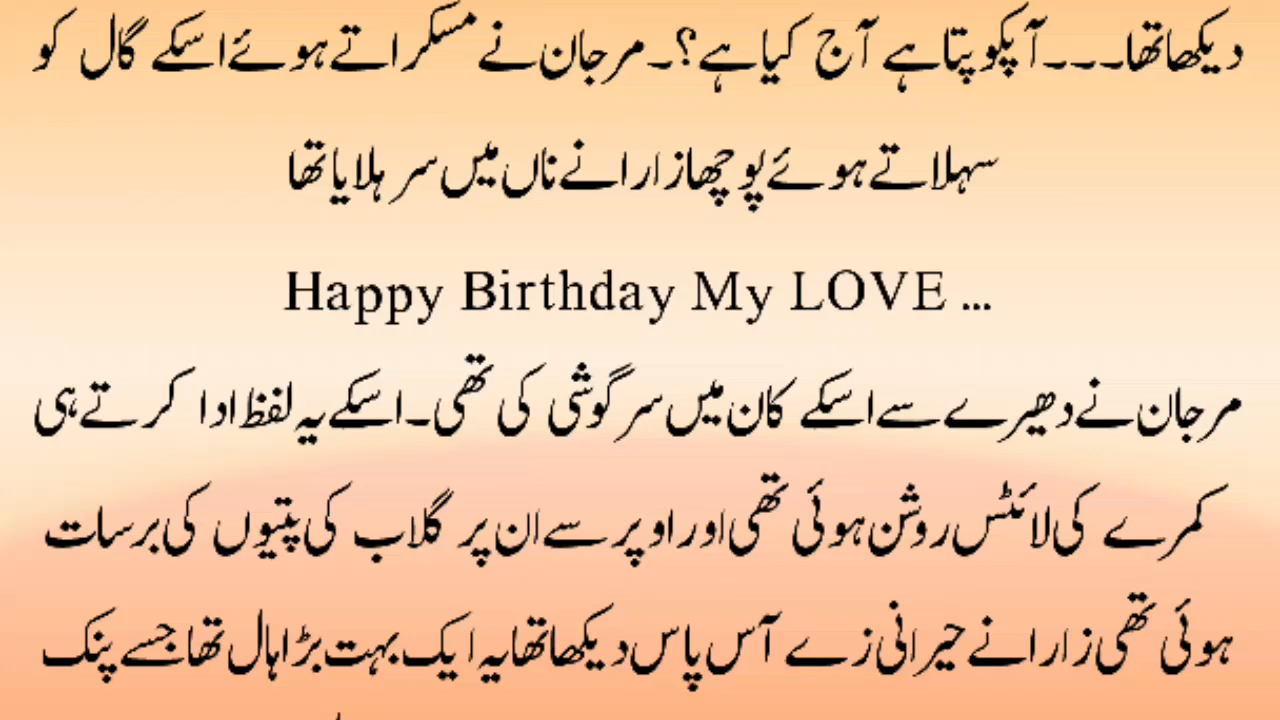 دیکھا تھا۔۔۔آپکو پتا ہے آج کیا ہے؟۔مرجان نے مسکراتے ہوئے اسکے گال کو
سہلاتے ہوئے پوچھا زارا نے ناں میں سر ہلایا تھا
Happy Birthday My LOVE ...
مرجان نے دھیرے سے اسکے کان میں سرگوشی کی تھی۔اسکے یہ لفظ ادا کرتے ہی
کمرے کی لائٹس روشن ہوئی تھی اور اوپر سے ان پر گلاب کی پتیوں کی برسات
ہوئی تھی زارا نے حیرانی زے آس پاس دیکھا تھا یہ ایک بہت بڑا ہال تھا جسے پنک